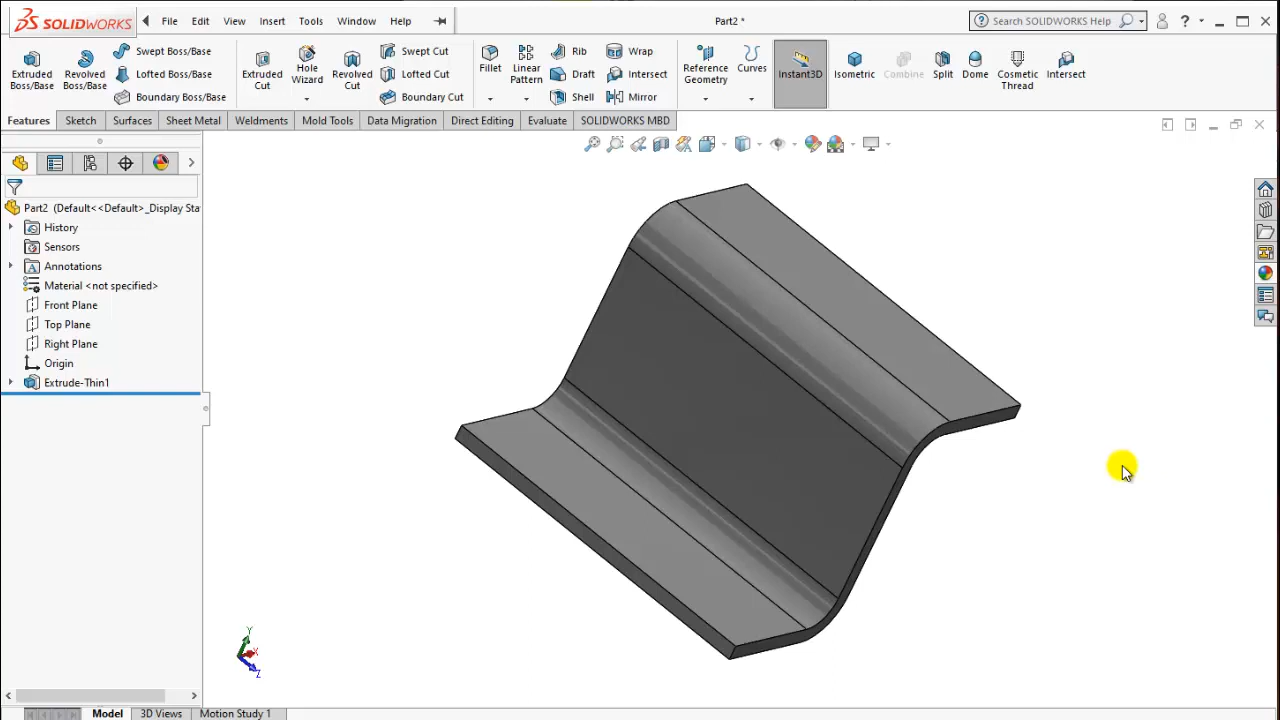 SOLIDWORKS File Edit View Insert Tools Window Help Part2 * Search SOLIDWORKS Help ?
Extruded Boss/Base
Revolved Boss/Base
Swept Boss/Base
Lofted Boss/Base
Boundary Boss/Base
Extruded Cut
Hole Wizard
Revolved Cut
Swept Cut
Lofted Cut
Boundary Cut
Fillet
Linear Pattern
Rib
Draft
Shell
Wrap
Intersect
Mirror
Reference Geometry
Curves
Instant3D
Isometric
Combine
Split
Dome
Cosmetic Thread
Intersect
Features Sketch Surfaces Sheet Metal Weldments Mold Tools Data Migration Direct Editing Evaluate SOLIDWORKS MBD
Part2 (Default<<Default>_Display Sta
History
Sensors
Annotations
Material <not specified>
Front Plane
Top Plane
Right Plane
Origin
Extrude-Thin1
Y
X
Z
Model 3D Views Motion Study 1